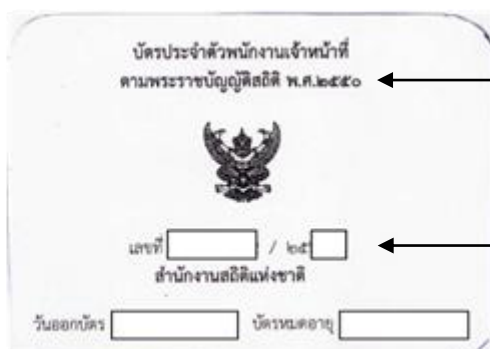 บัตรประจำตัวพนักงานเจ้าหน้าที่
ตามพระราชบัญญัติสถิติ พ.ศ.๒๕๕๐
เลขที่ / ๒๕
สำนักงานสถิติแห่งชาติ
วันออกบัตร บัตรหมดอายุ